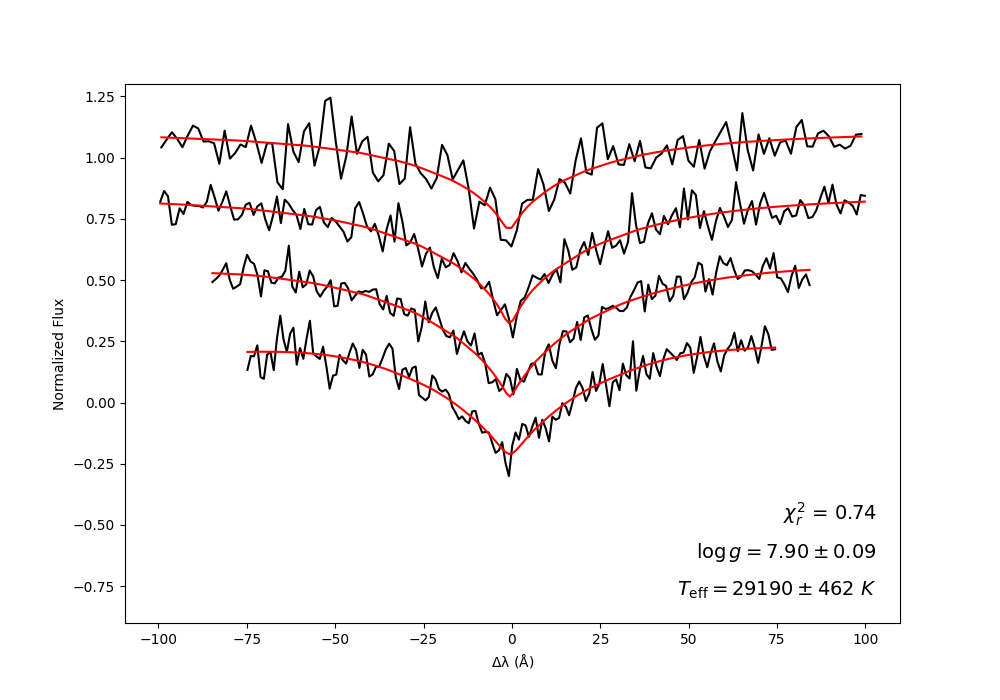 1.25
1.00
0.75
0.50
0.25
0.00
−0.25
−0.50
−0.75
Normalized Flux
χ²ᵣ = 0.74
log g = 7.90 ± 0.09
T_eff = 29190 ± 462 K
−100 −75 −50 −25 0 25 50 75 100
Δλ (Å)